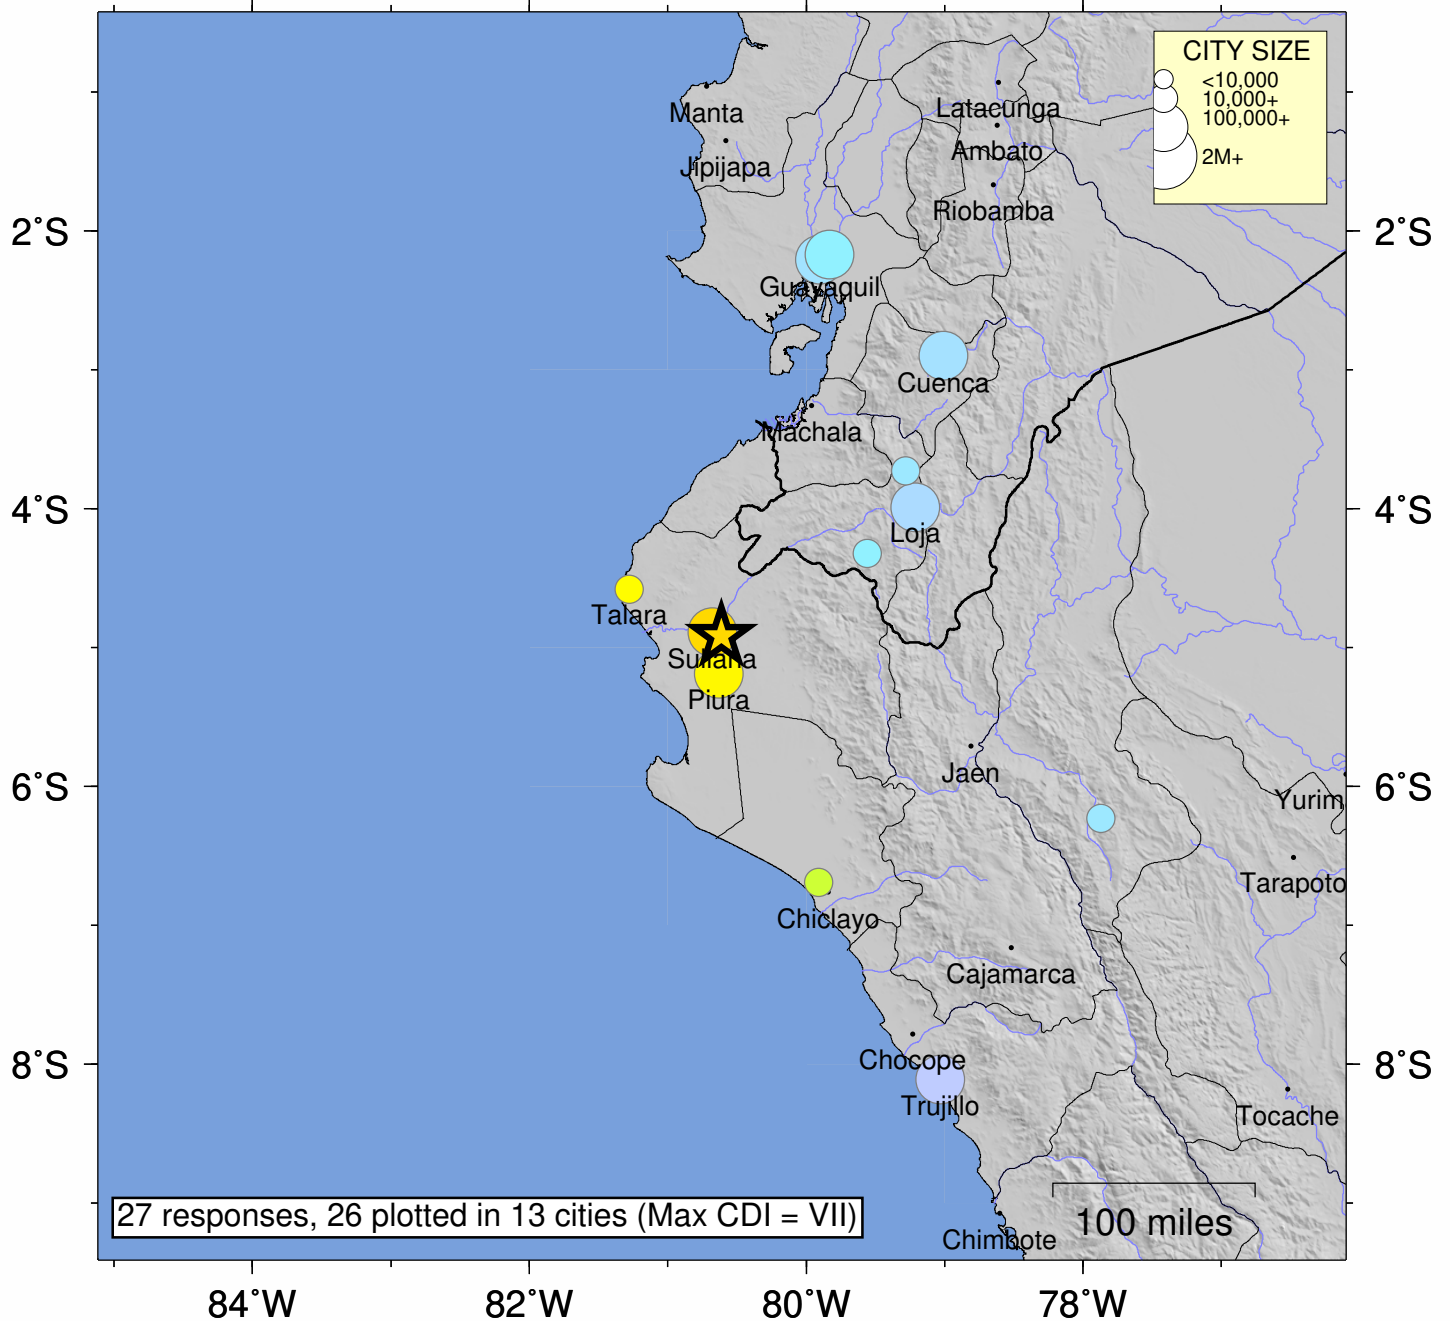 CITY SIZE
<10,000
10,000+
100,000+
2M+
Manta
Latacunga
Jipijapa
Ambato
Riobamba
2°S
2°S
Guayaquil
Cuenca
Machala
4°S
4°S
Loja
Talara
Sullana
Piura
Jaen
6°S
6°S
Yurim
Tarapoto
Chiclayo
Cajamarca
Chocope
8°S
8°S
Trujillo
Tocache
27 responses, 26 plotted in 13 cities (Max CDI = VII)
100 miles
Chimbote
84°W
82°W
80°W
78°W